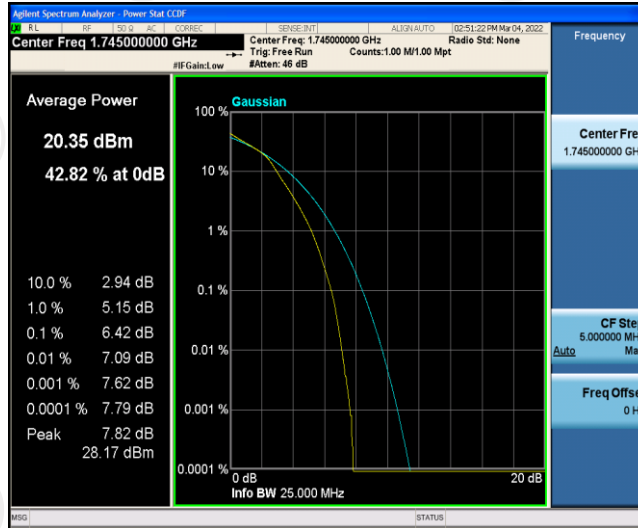 Agilent Spectrum Analyzer - Power Stat CCDF
RL RF 50 Ω AC CORREC SENSE:INT ALIGN AUTO 02:51:22 PM Mar 04, 2022
Center Freq 1.745000000 GHz
Center Freq: 1.745000000 GHz Radio Std: None
Trig: Free Run Counts:1.00 M/1.00 Mpt
#IFGain:Low #Atten: 46 dB
Frequency
Average Power
20.35 dBm
42.82 % at 0dB
10.0 % 2.94 dB
1.0 % 5.15 dB
0.1 % 6.42 dB
0.01 % 7.09 dB
0.001 % 7.62 dB
0.0001 % 7.79 dB
Peak 7.82 dB
28.17 dBm
Gaussian
100 %
10 %
1 %
0.1 %
0.01 %
0.001 %
0.0001 %
0 dB 20 dB
Info BW 25.000 MHz
Center Fre
1.745000000 GH
CF Ste
5.000000 MH
Auto Ma
Freq Offse
0 H
MSG STATUS